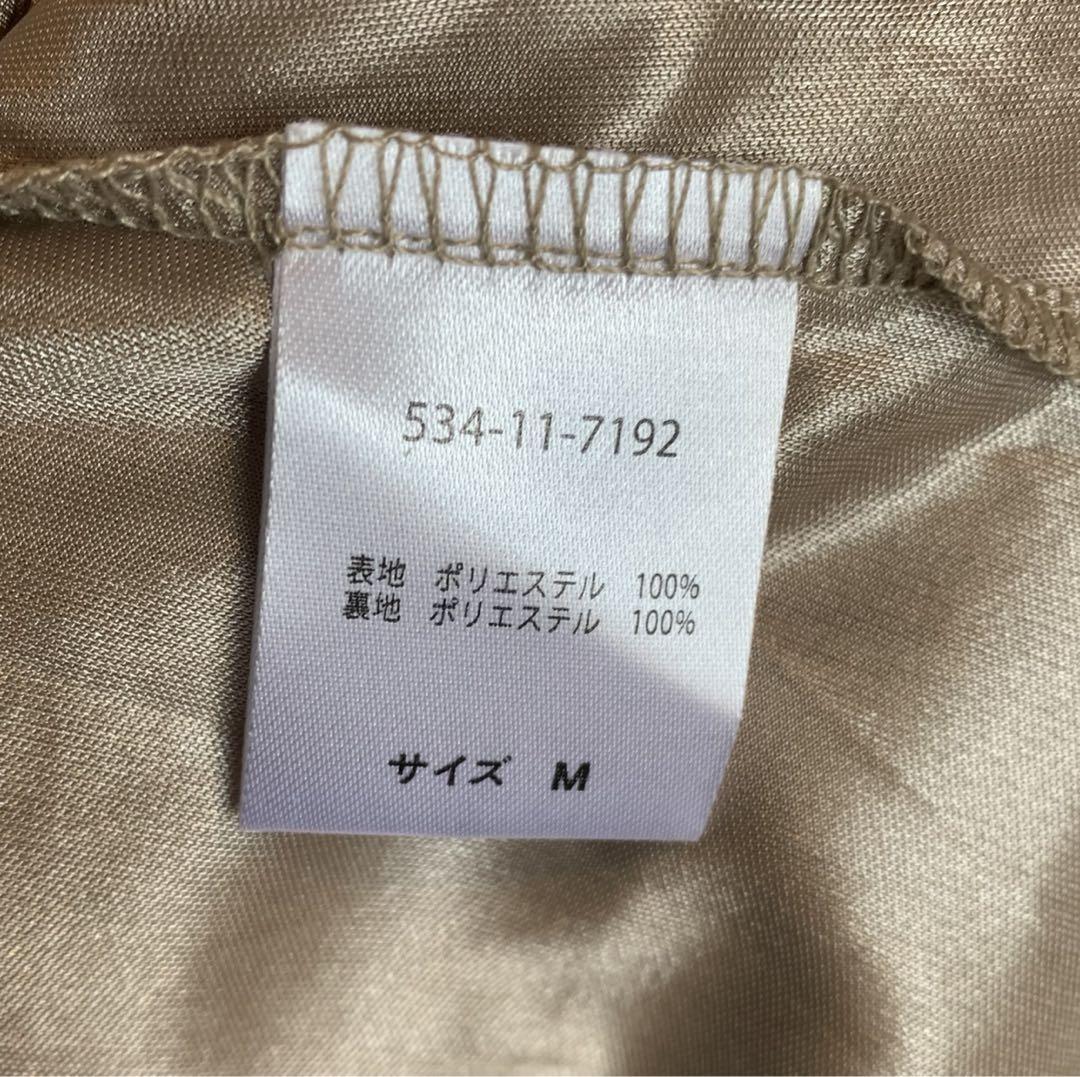 534-11-7192
表地 ポリエステル 100%
裏地 ポリエステル 100%
サイズ M